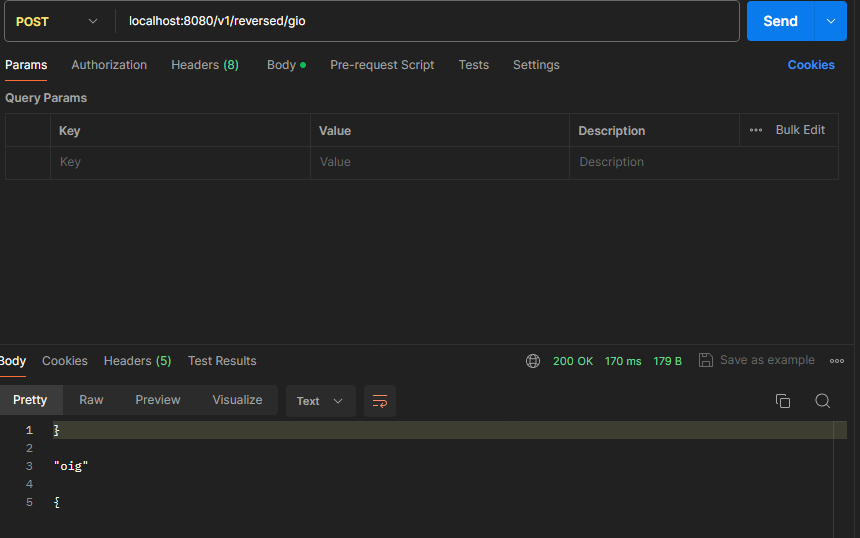 POST localhost:8080/v1/reversed/gio Send
Params Authorization Headers (8) Body Pre-request Script Tests Settings Cookies
Query Params
Key Value Description ••• Bulk Edit
Key Value Description
Body Cookies Headers (5) Test Results 200 OK 170 ms 179 B Save as example •••
Pretty Raw Preview Visualize Text
1 }
2
3 "oig"
4
5 {